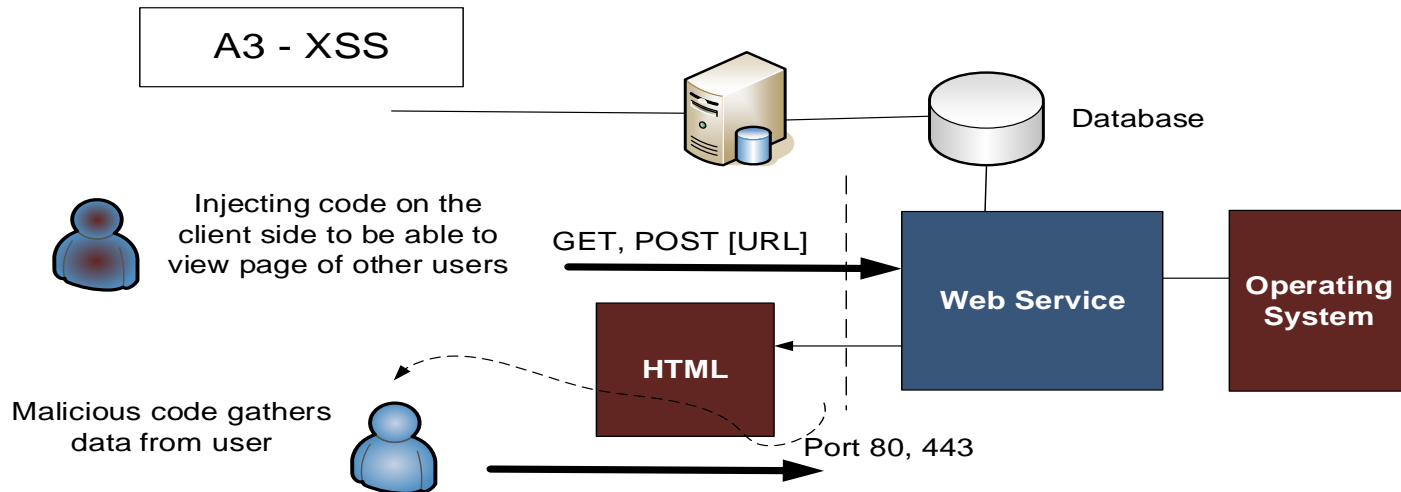 A3 - XSS
Database
Injecting code on the
client side to be able to
view page of other users
GET, POST [URL]
Web Service
Operating
System
HTML
Malicious code gathers
data from user
Port 80, 443